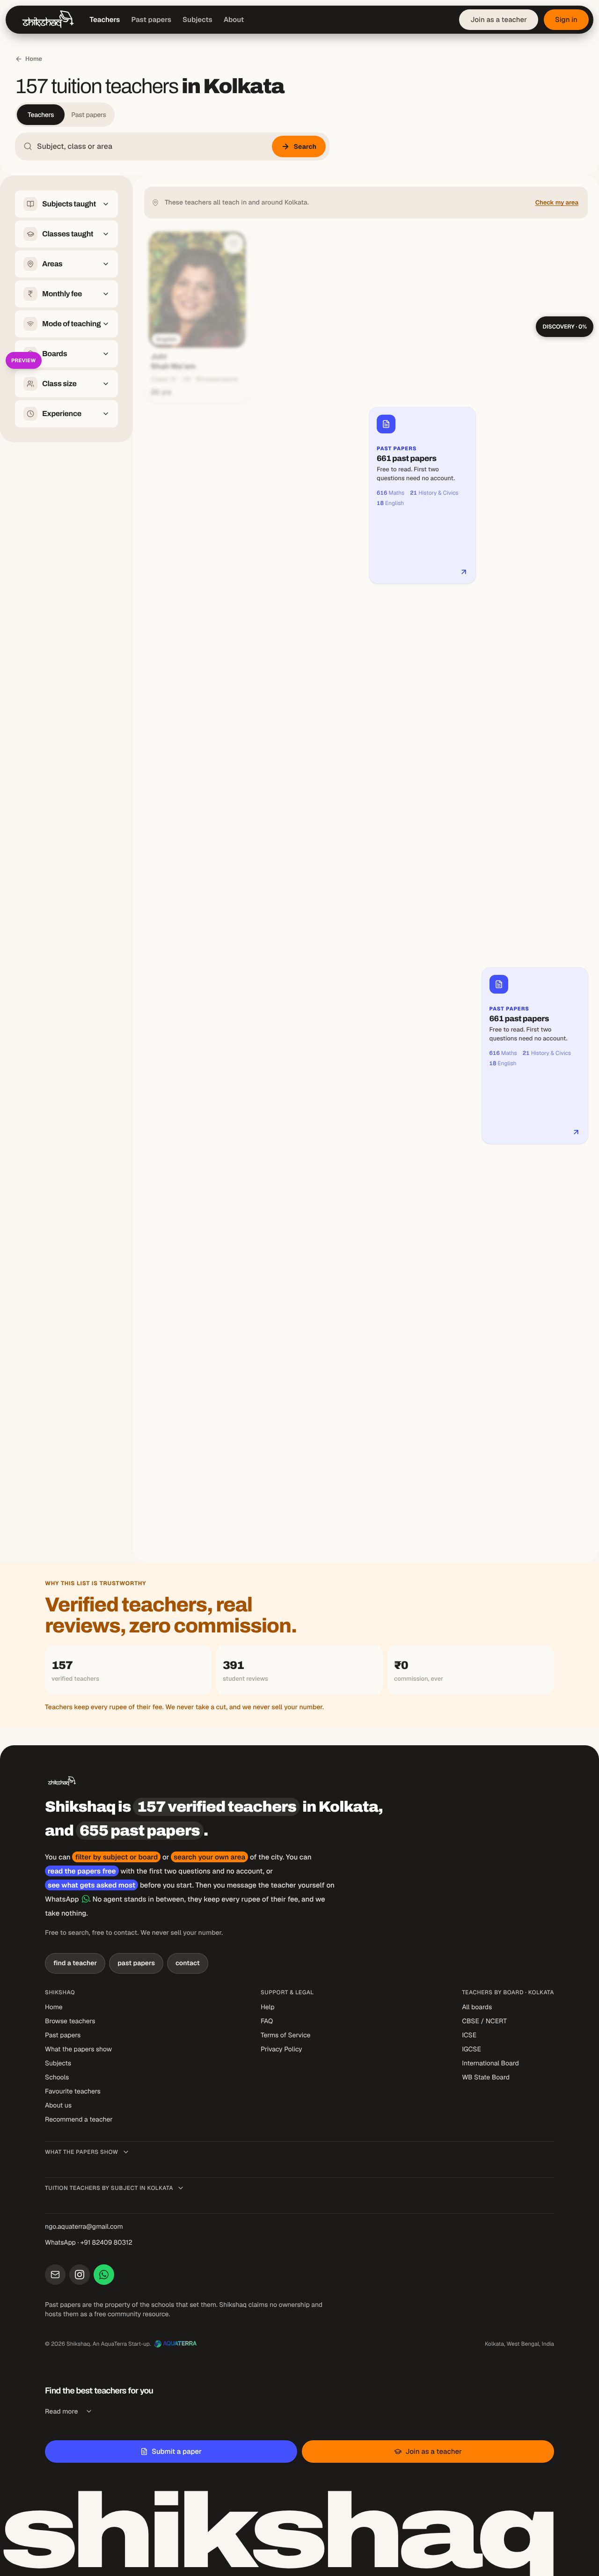 shikshaq
Teachers
Past papers
Subjects
About
Join as a teacher
Sign in
Home
157 tuition teachers in Kolkata
Teachers
Past papers
Subject, class or area
Search
Subjects taught
Classes taught
Areas
Monthly fee
Mode of teaching
Boards
Class size
Experience
PREVIEW
These teachers all teach in and around Kolkata.
Check my area
DISCOVERY · 0%
PAST PAPERS
661 past papers
Free to read. First two
questions need no account.
616 Maths 21 History & Civics
18 English
PAST PAPERS
661 past papers
Free to read. First two
questions need no account.
616 Maths 21 History & Civics
18 English
WHY THIS LIST IS TRUSTWORTHY
Verified teachers, real
reviews, zero commission.
157
verified teachers
391
student reviews
₹0
commission, ever
Teachers keep every rupee of their fee. We never take a cut, and we never sell your number.
shikshaq
Shikshaq is 157 verified teachers in Kolkata,
and 655 past papers.
You can filter by subject or board or search your own area of the city. You can
read the papers free with the first two questions and no account, or
see what gets asked most before you start. Then you message the teacher yourself on
WhatsApp. No agent stands in between, they keep every rupee of their fee, and we
take nothing.
Free to search, free to contact. We never sell your number.
find a teacher
past papers
contact
SHIKSHAQ
Home
Browse teachers
Past papers
What the papers show
Subjects
Schools
Favourite teachers
About us
Recommend a teacher
SUPPORT & LEGAL
Help
FAQ
Terms of Service
Privacy Policy
TEACHERS BY BOARD · KOLKATA
All boards
CBSE / NCERT
ICSE
IGCSE
International Board
WB State Board
WHAT THE PAPERS SHOW
TUITION TEACHERS BY SUBJECT IN KOLKATA
ngo.aquaterra@gmail.com
WhatsApp · +91 82409 80312
Past papers are the property of the schools that set them. Shikshaq claims no ownership and
hosts them as a free community resource.
© 2026 Shikshaq. An AquaTerra Start-up.
AQUATERRA
Kolkata, West Bengal, India
Find the best teachers for you
Read more
Submit a paper
Join as a teacher
shikshaq